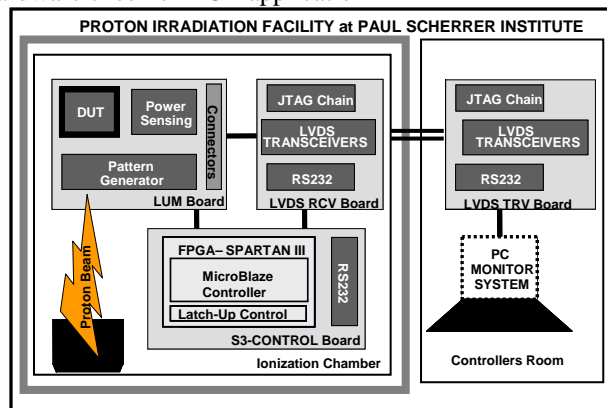 PROTON IRRADIATION FACILITY at PAUL SCHERRER INSTITUTE
DUT
Power
Sensing
Connectors
Pattern
Generator
LUM Board
JTAG Chain
LVDS
TRANSCEIVERS
RS232
LVDS RCV Board
JTAG Chain
LVDS
TRANSCEIVERS
RS232
LVDS TRV Board
Proton Beam
FPGA– SPARTAN III
MicroBlaze
Controller
Latch-Up Control
RS232
S3-CONTROL Board
Ionization Chamber
PC
MONITOR
SYSTEM
Controllers Room